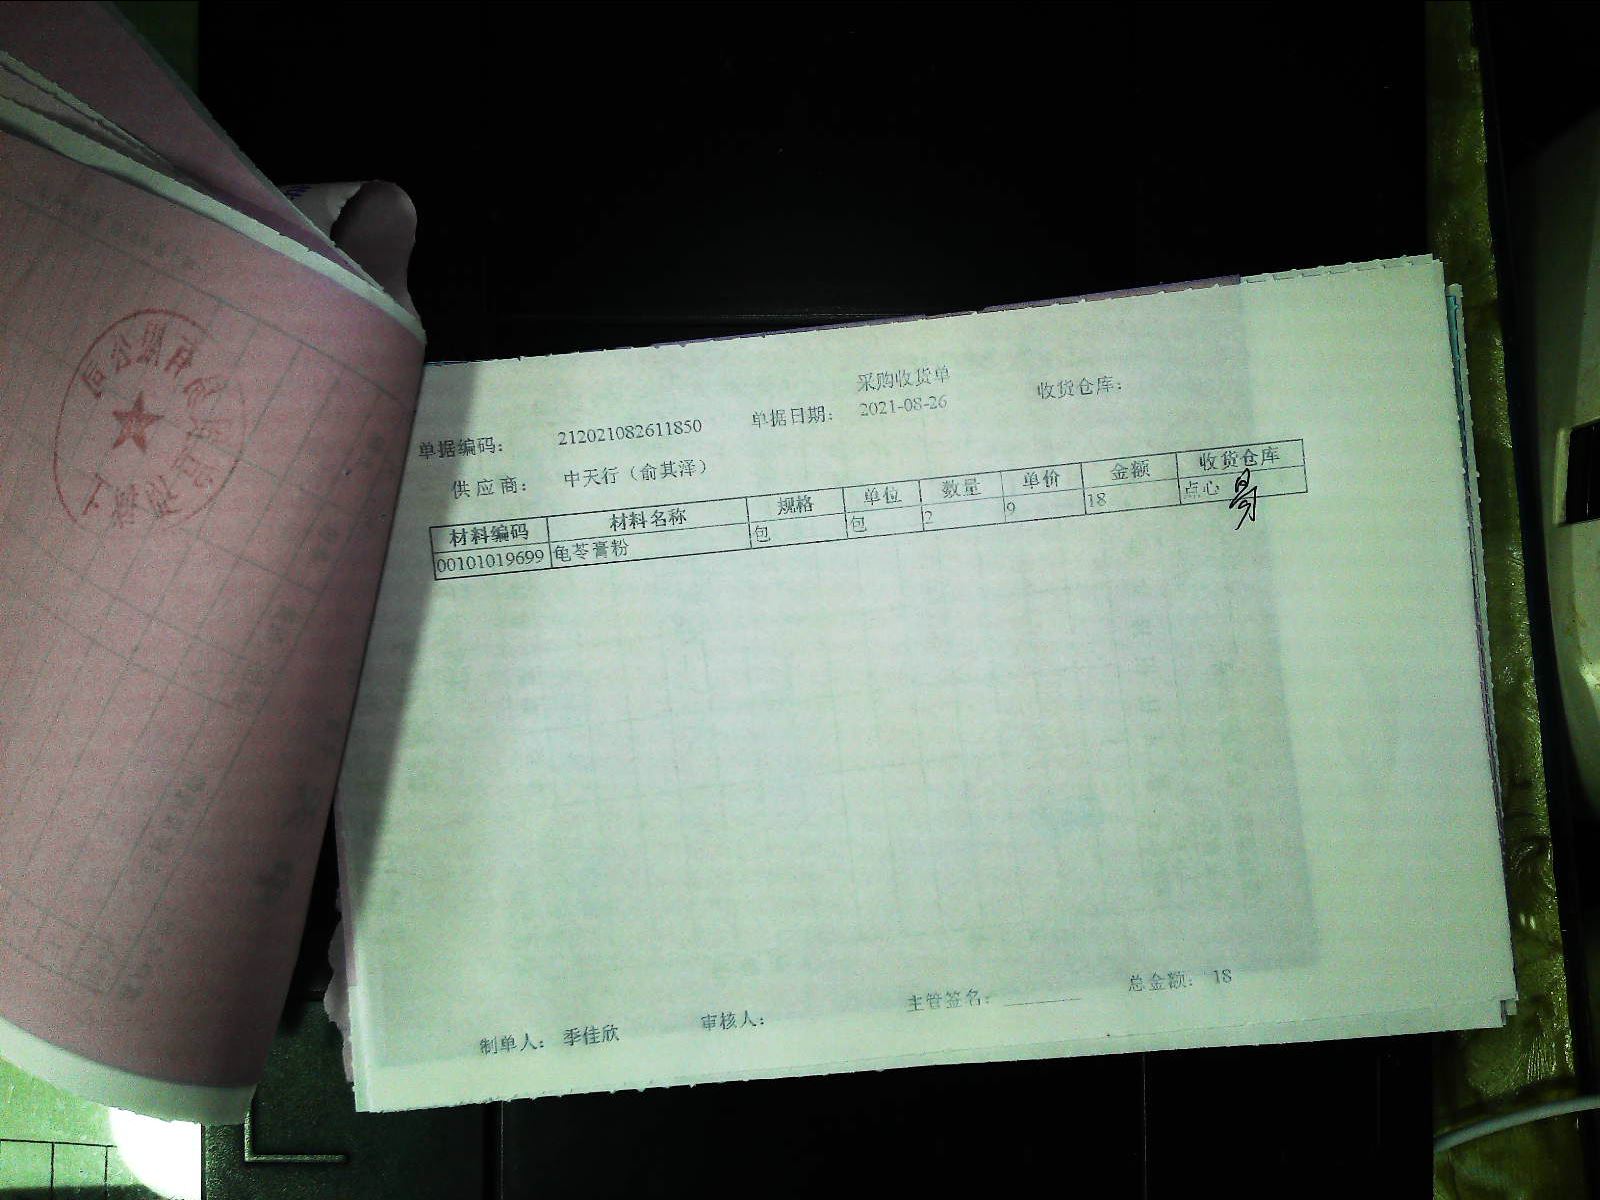 采购收货单
单据编码： 212021082611850 单据日期： 2021-08-26 收货仓库：
供应商： 中天行（俞其泽）
材料编码 材料名称 规格 单位 数量 单价 金额 收货仓库
00101019699 龟苓膏粉 包 包 2 9 18 点心
制单人： 季佳欣 审核人： 主管签名： 总金额： 18